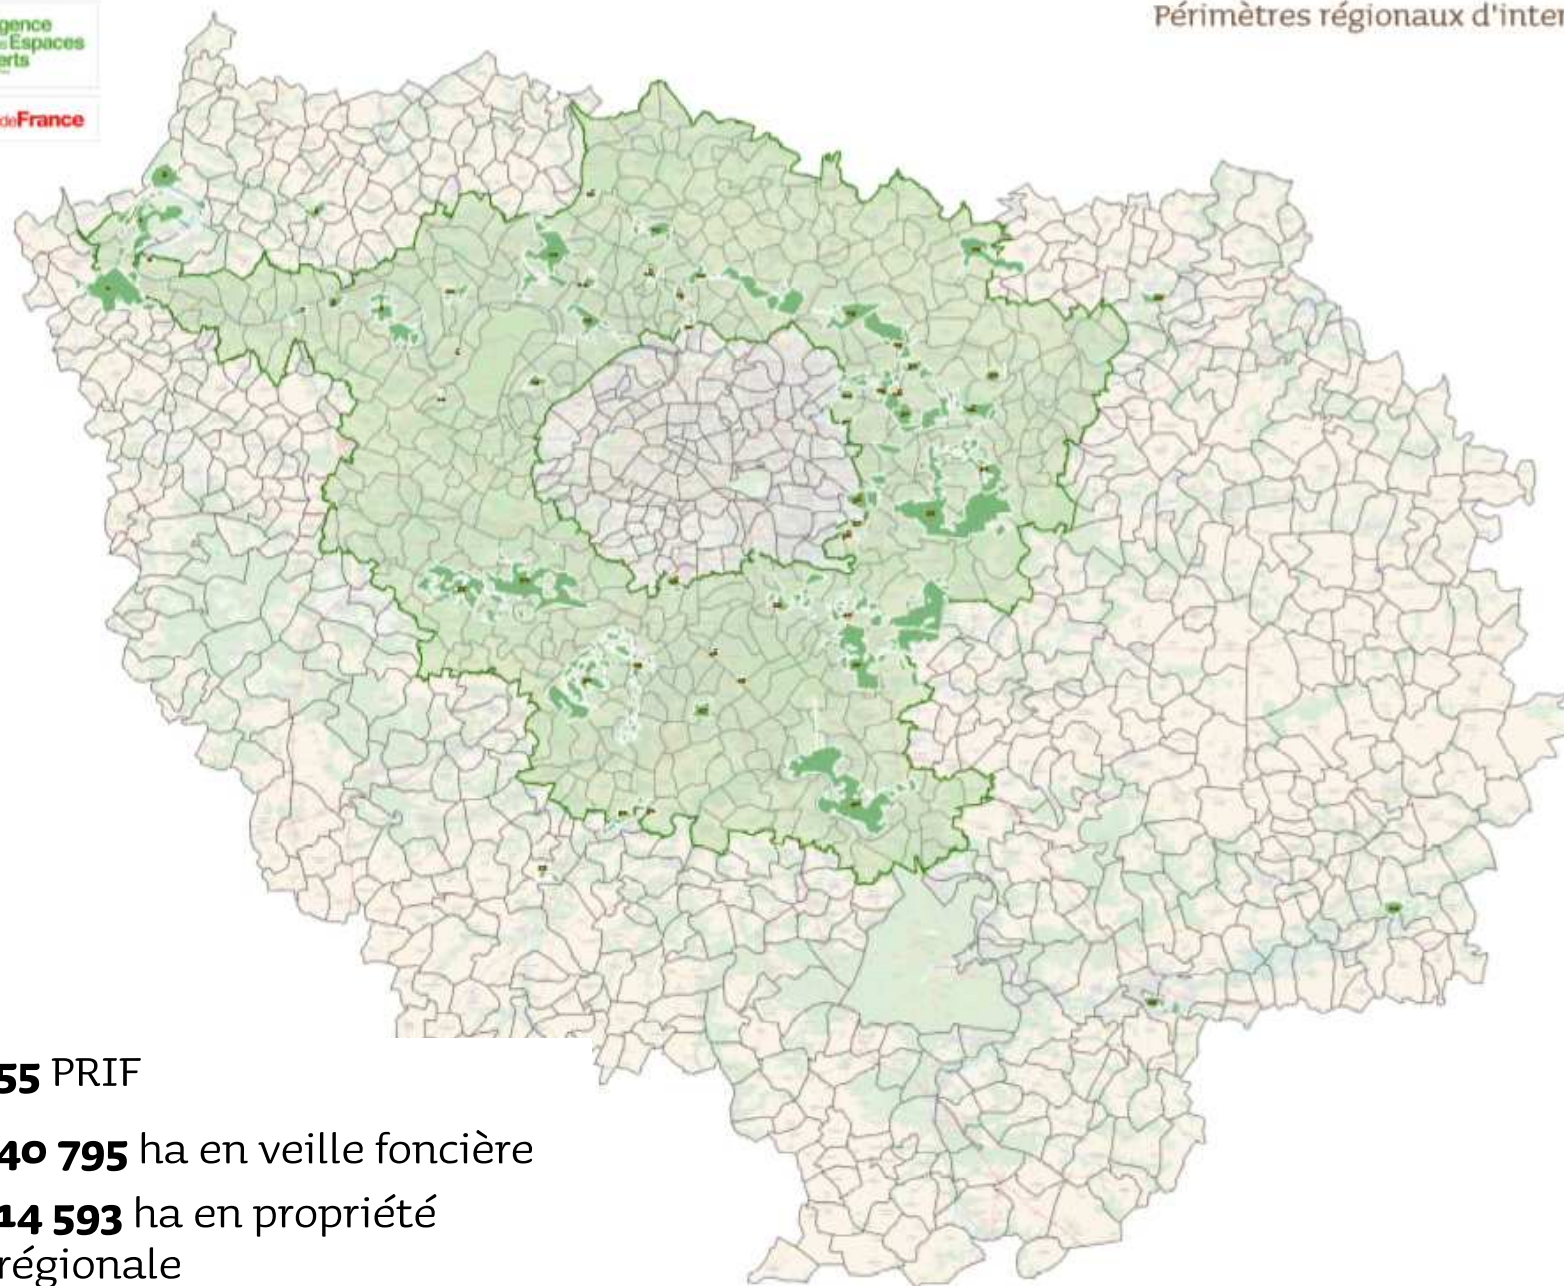 gence
Espaces
erts
deFrance
Périmètres régionaux d'inter
55 PRIF
40 795 ha en veille foncière
14 593 ha en propriété
régionale